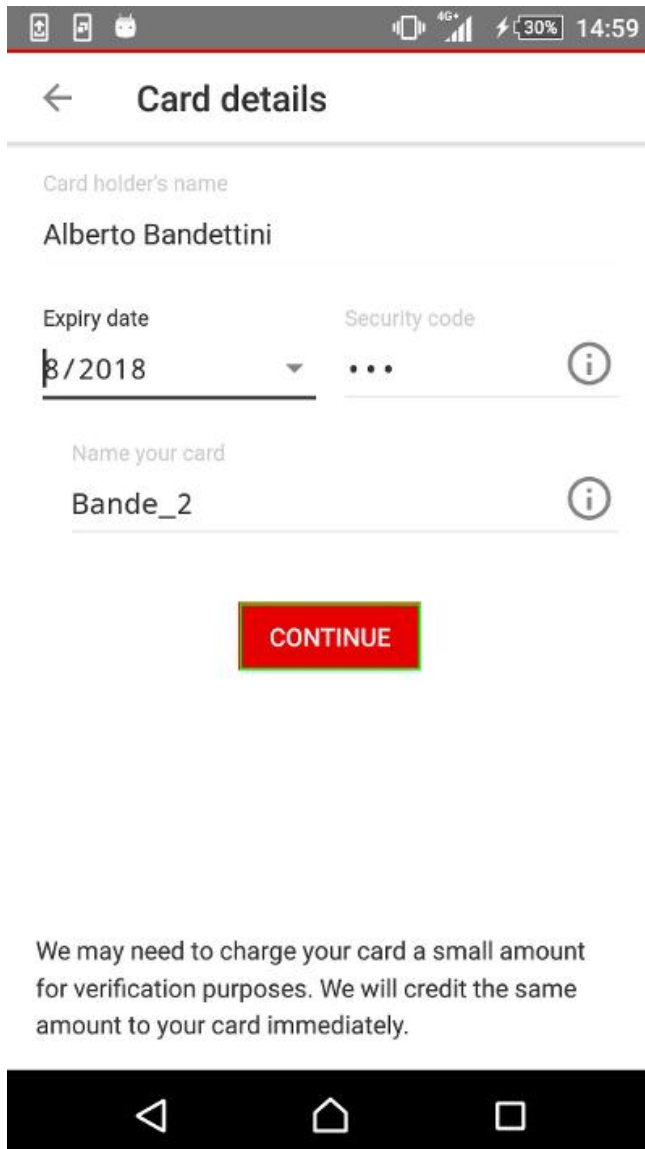 4G+ 30% 14:59
Card details
Card holder's name
Alberto Bandettini
Expiry date Security code
8/2018 •••
Name your card
Bande_2
CONTINUE
We may need to charge your card a small amount
for verification purposes. We will credit the same
amount to your card immediately.